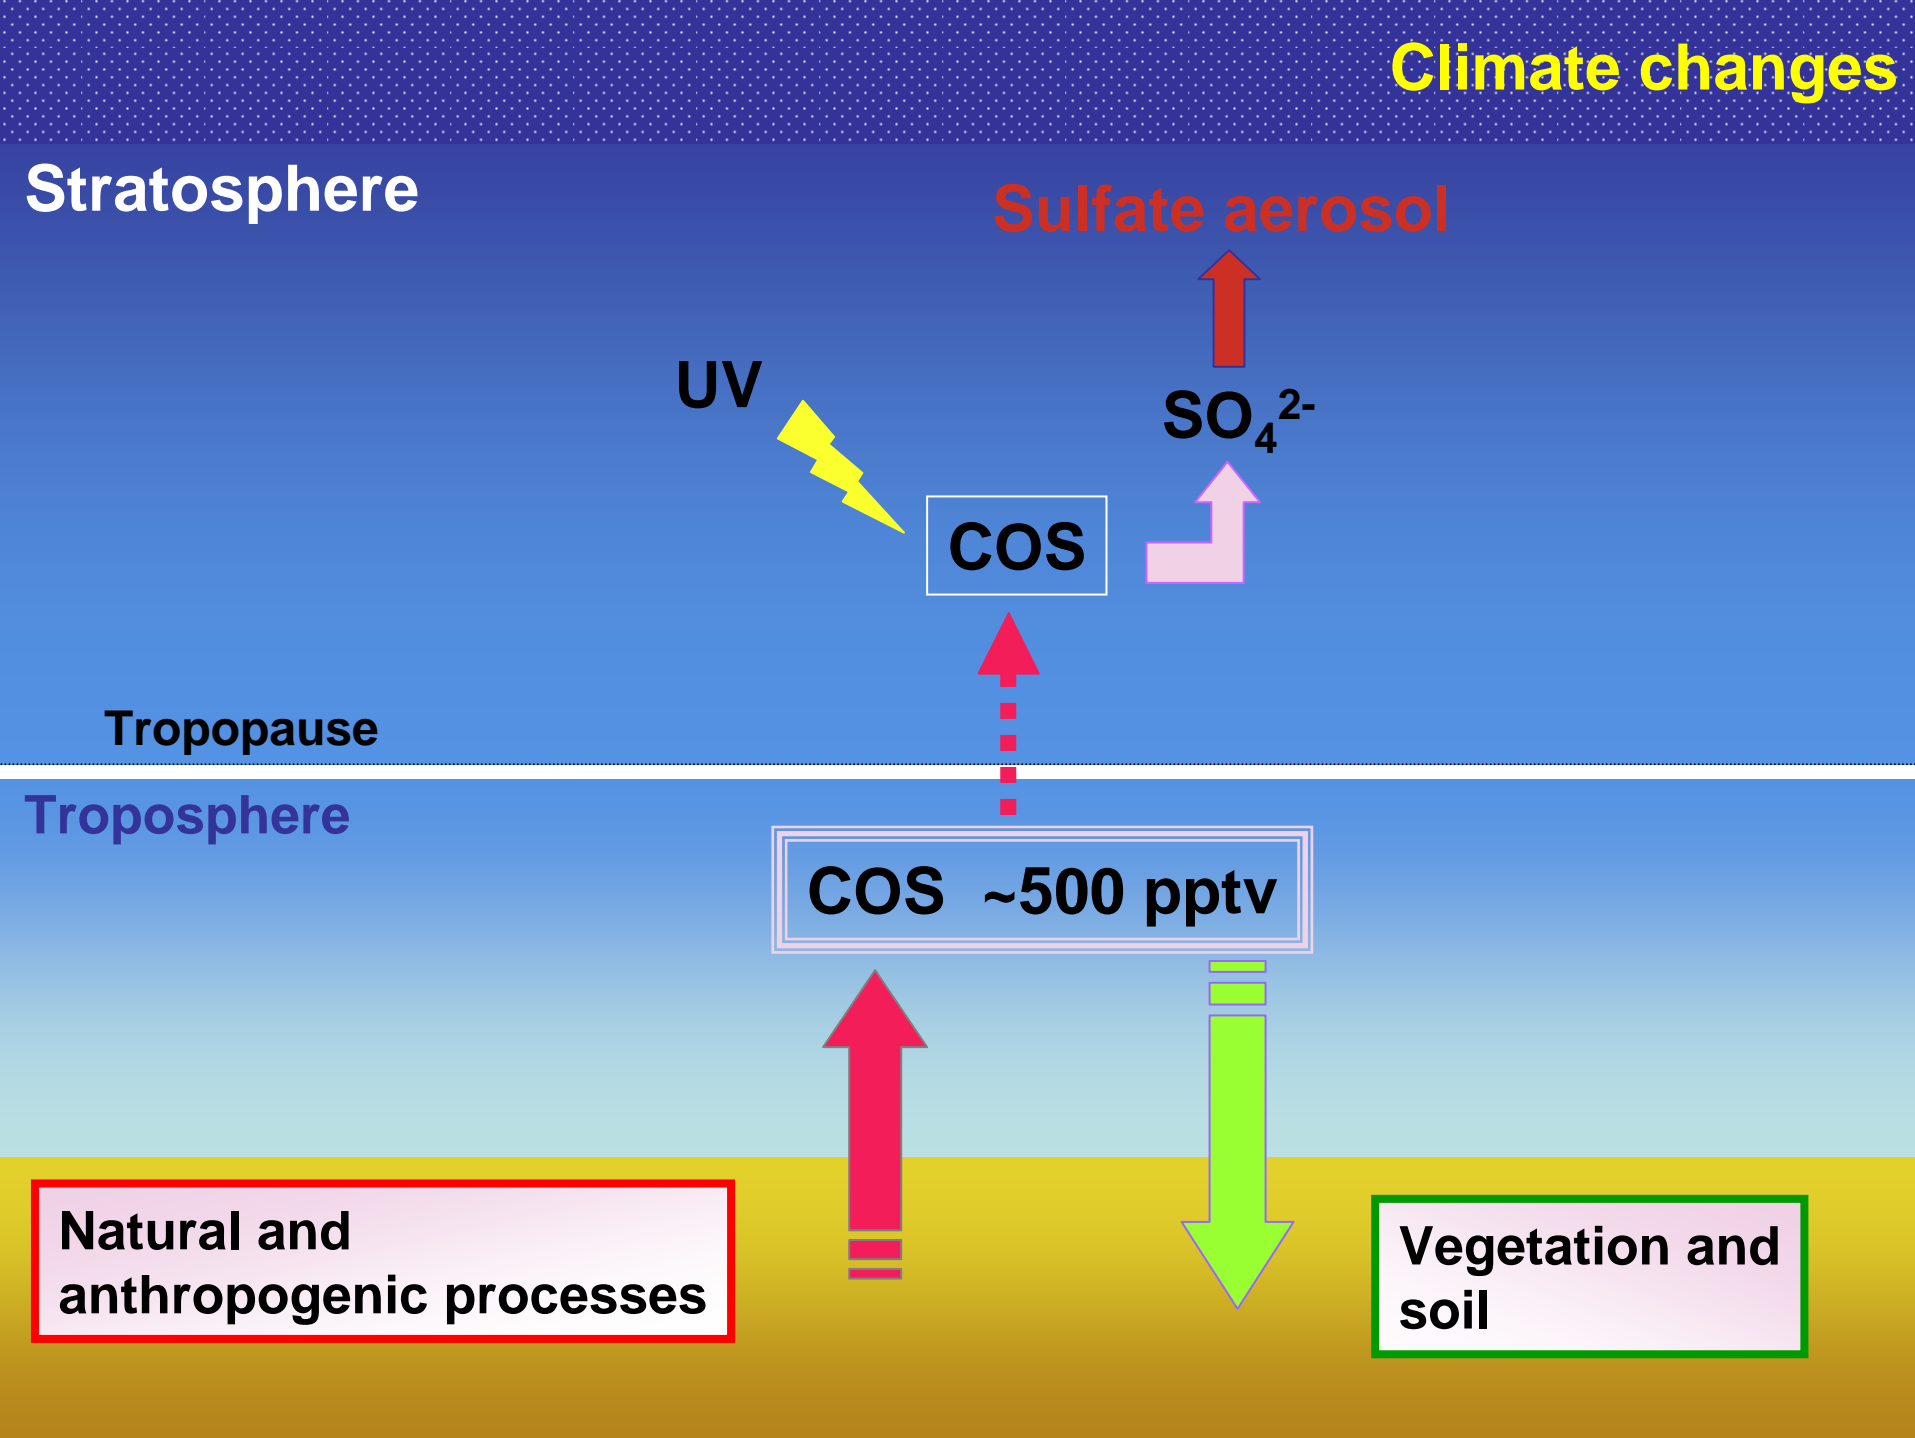 Climate changes
Stratosphere
Sulfate aerosol
UV
SO₄²⁻
COS
Tropopause
Troposphere
COS ~500 pptv
Natural and
anthropogenic processes
Vegetation and
soil